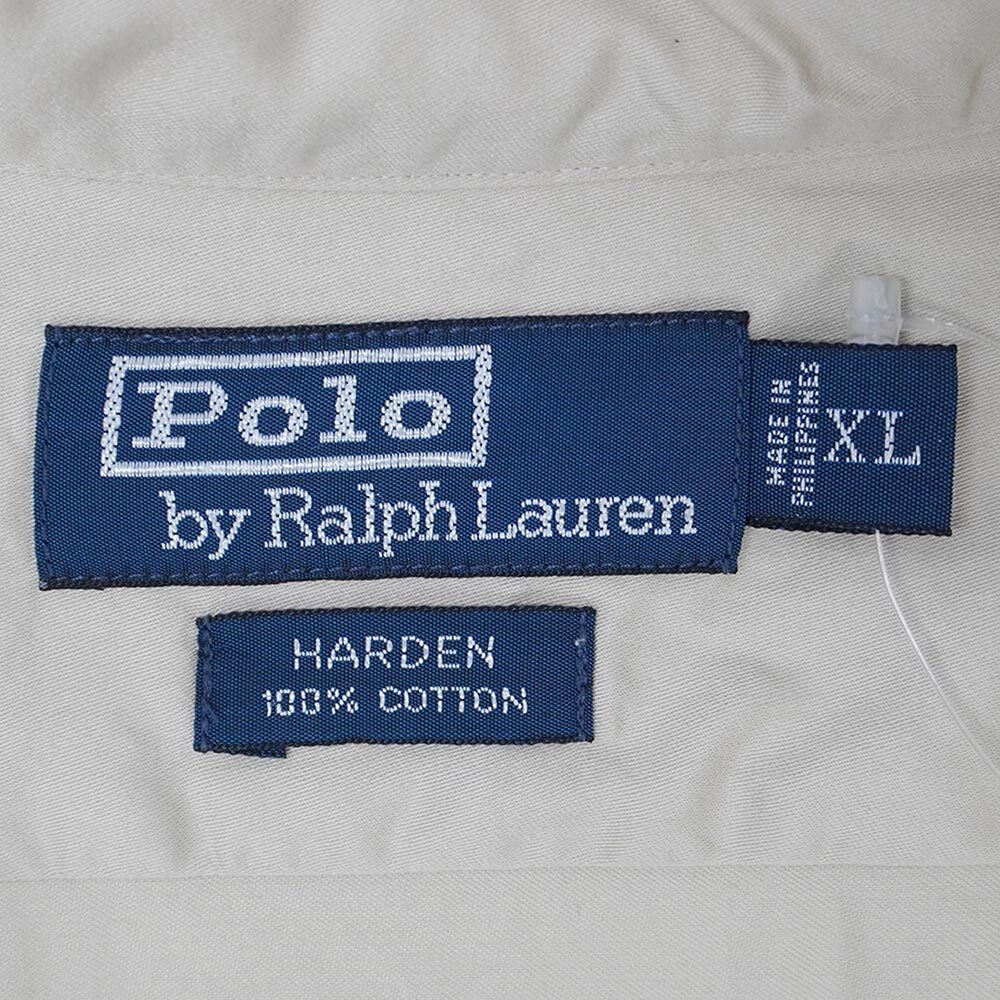 Polo
by Ralph Lauren
MADE IN
PHILIPPINES
XL
HARDEN
100% COTTON